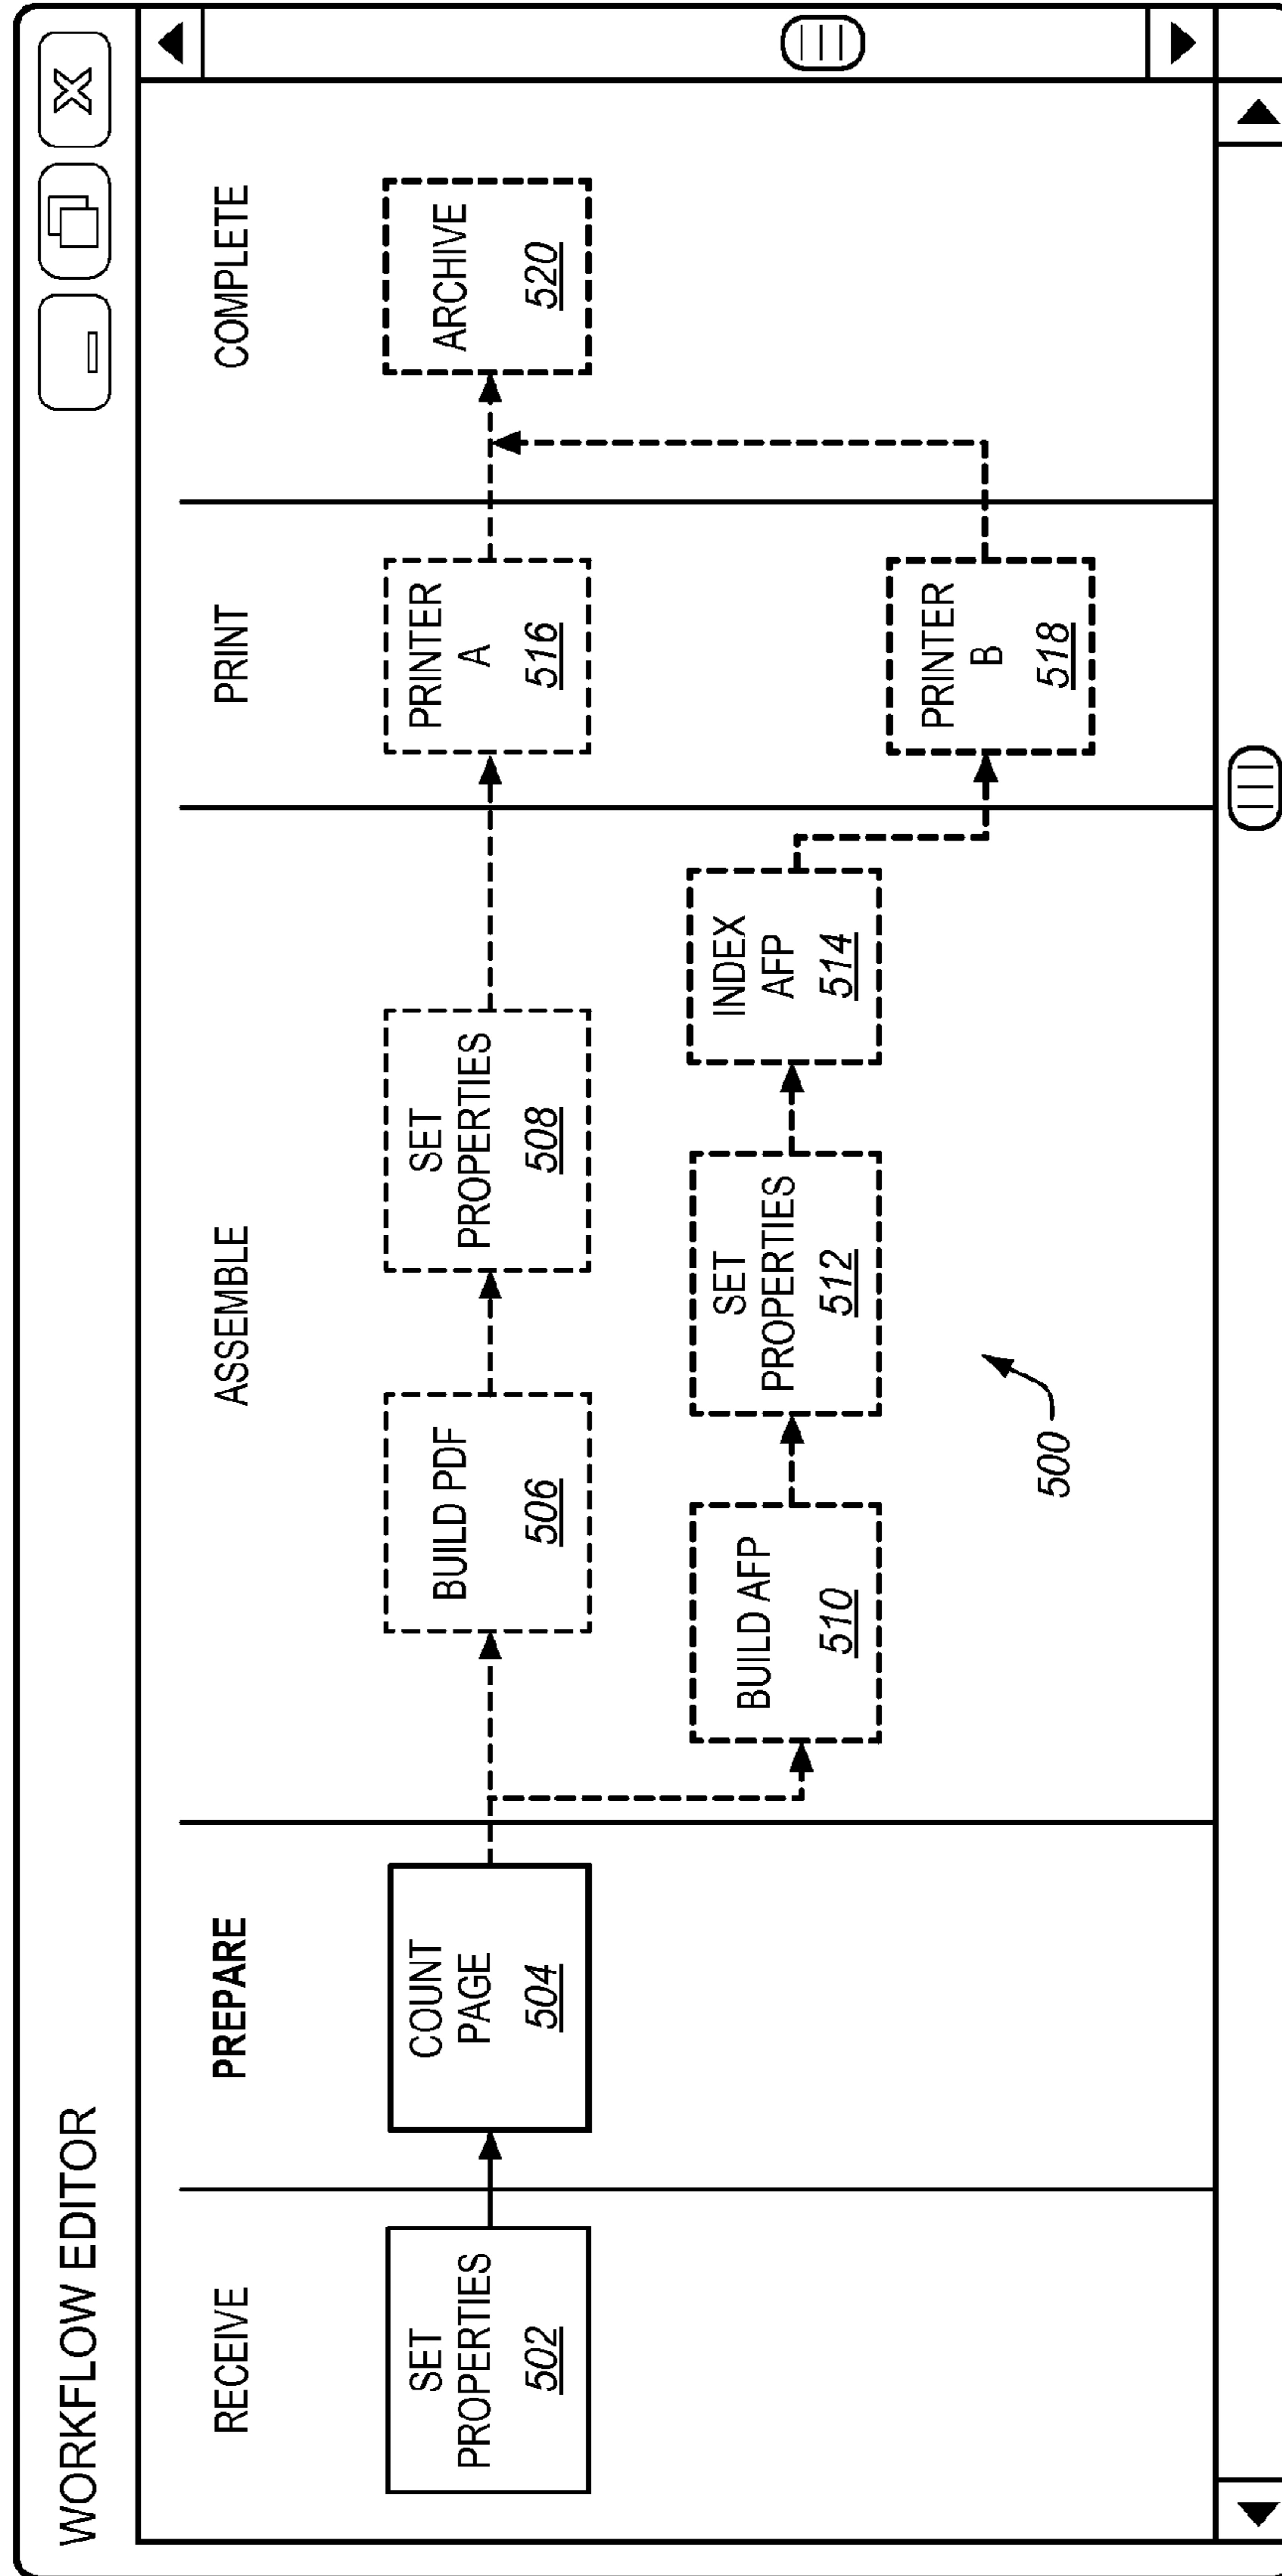 WORKFLOW EDITOR
X
RECEIVE
PREPARE
ASSEMBLE
PRINT
COMPLETE
SET
PROPERTIES
502
COUNT
PAGE
504
BUILD PDF
506
SET
PROPERTIES
508
PRINTER
A
516
ARCHIVE
520
BUILD AFP
510
SET
PROPERTIES
512
INDEX
AFP
514
PRINTER
B
518
500